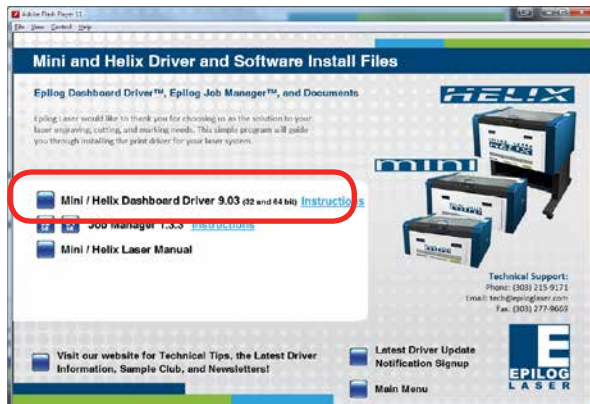 Adobe Flash Player 11
File View Control Help
Mini and Helix Driver and Software Install Files
Epilog Dashboard Driver™, Epilog Job Manager™, and Documents
HELIX
Epilog Laser would like to thank you for choosing us as the solution to your
laser engraving, cutting, and marking needs. This simple program will guide
you through installing the print driver for your laser system.
HELIX
mini
Mini / Helix Dashboard Driver 9.03 (32 and 64 bit) Instructions
Job Manager 1.3.3 Instructions
Mini / Helix Laser Manual
Technical Support:
Phone: (303) 215-9171
Email: tech@epiloglaser.com
Fax: (303) 277-9669
Visit our website for Technical Tips, the Latest Driver
Information, Sample Club, and Newsletters!
Latest Driver Update
Notification Signup
Main Menu
EPILOG
LASER